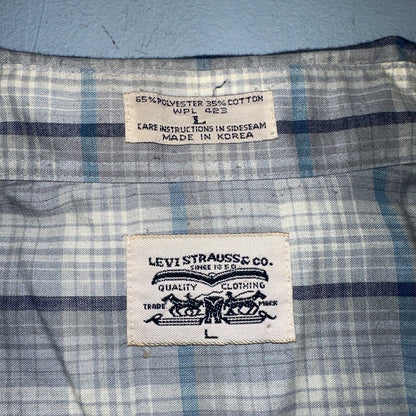 65% POLYESTER 35% COTTON
WPL 423
L
CARE INSTRUCTIONS IN SIDESEAM
MADE IN KOREA
LEVI STRAUSS & CO.
SINCE 1850
QUALITY CLOTHING
TRADE MARK
L